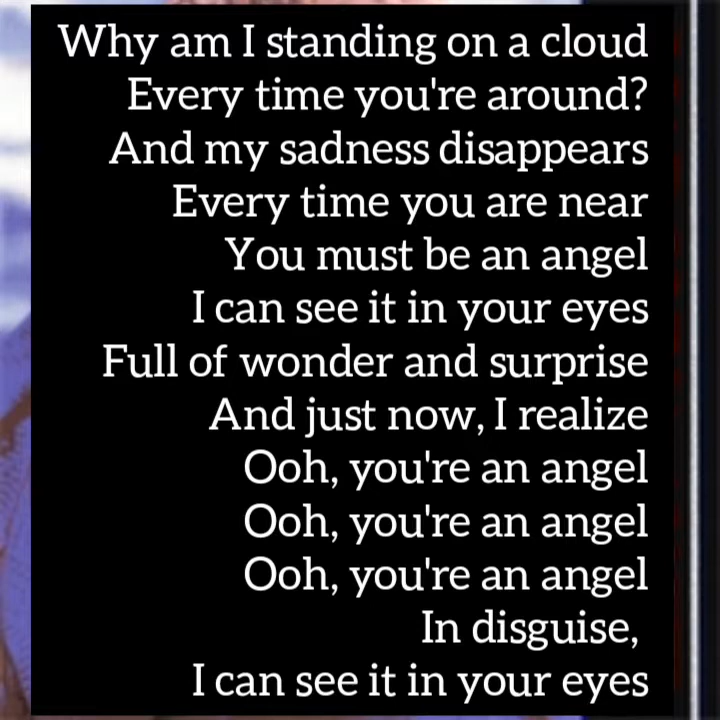 Why am I standing on a cloud
Every time you're around?
And my sadness disappears
Every time you are near
You must be an angel
I can see it in your eyes
Full of wonder and surprise
And just now, I realize
Ooh, you're an angel
Ooh, you're an angel
Ooh, you're an angel
In disguise,
I can see it in your eyes